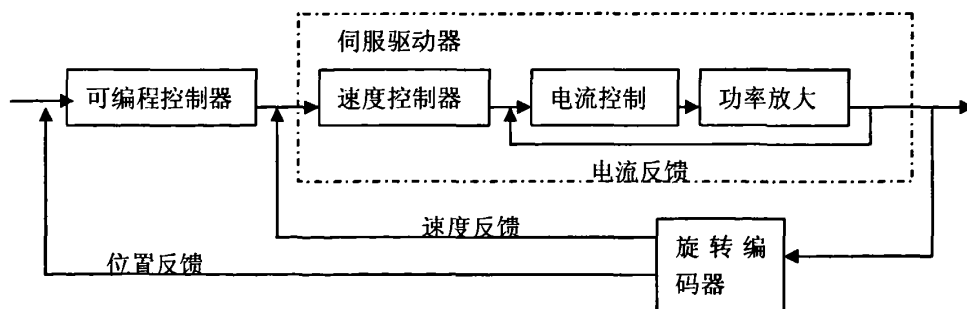 伺服驱动器
可编程控制器
速度控制器
电流控制
功率放大
电流反馈
速度反馈
位置反馈
旋转编
码器